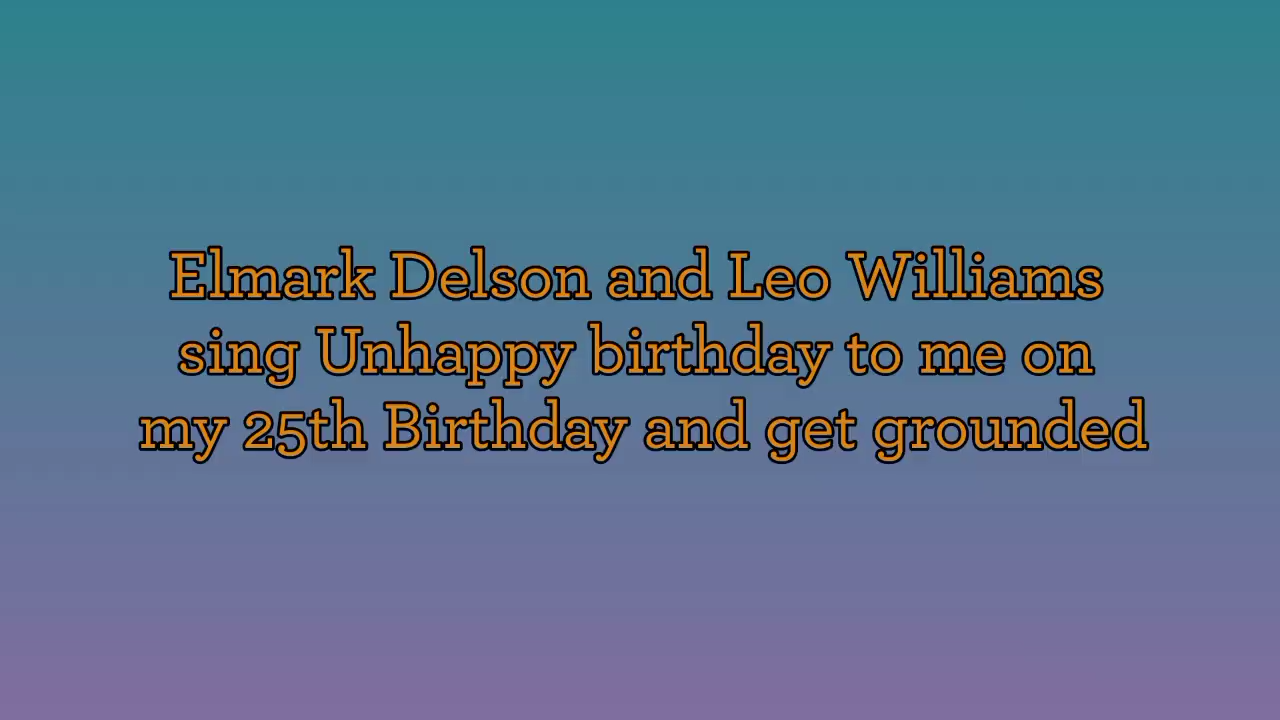 Elmark Delson and Leo Williams
sing Unhappy birthday to me on
my 25th Birthday and get grounded